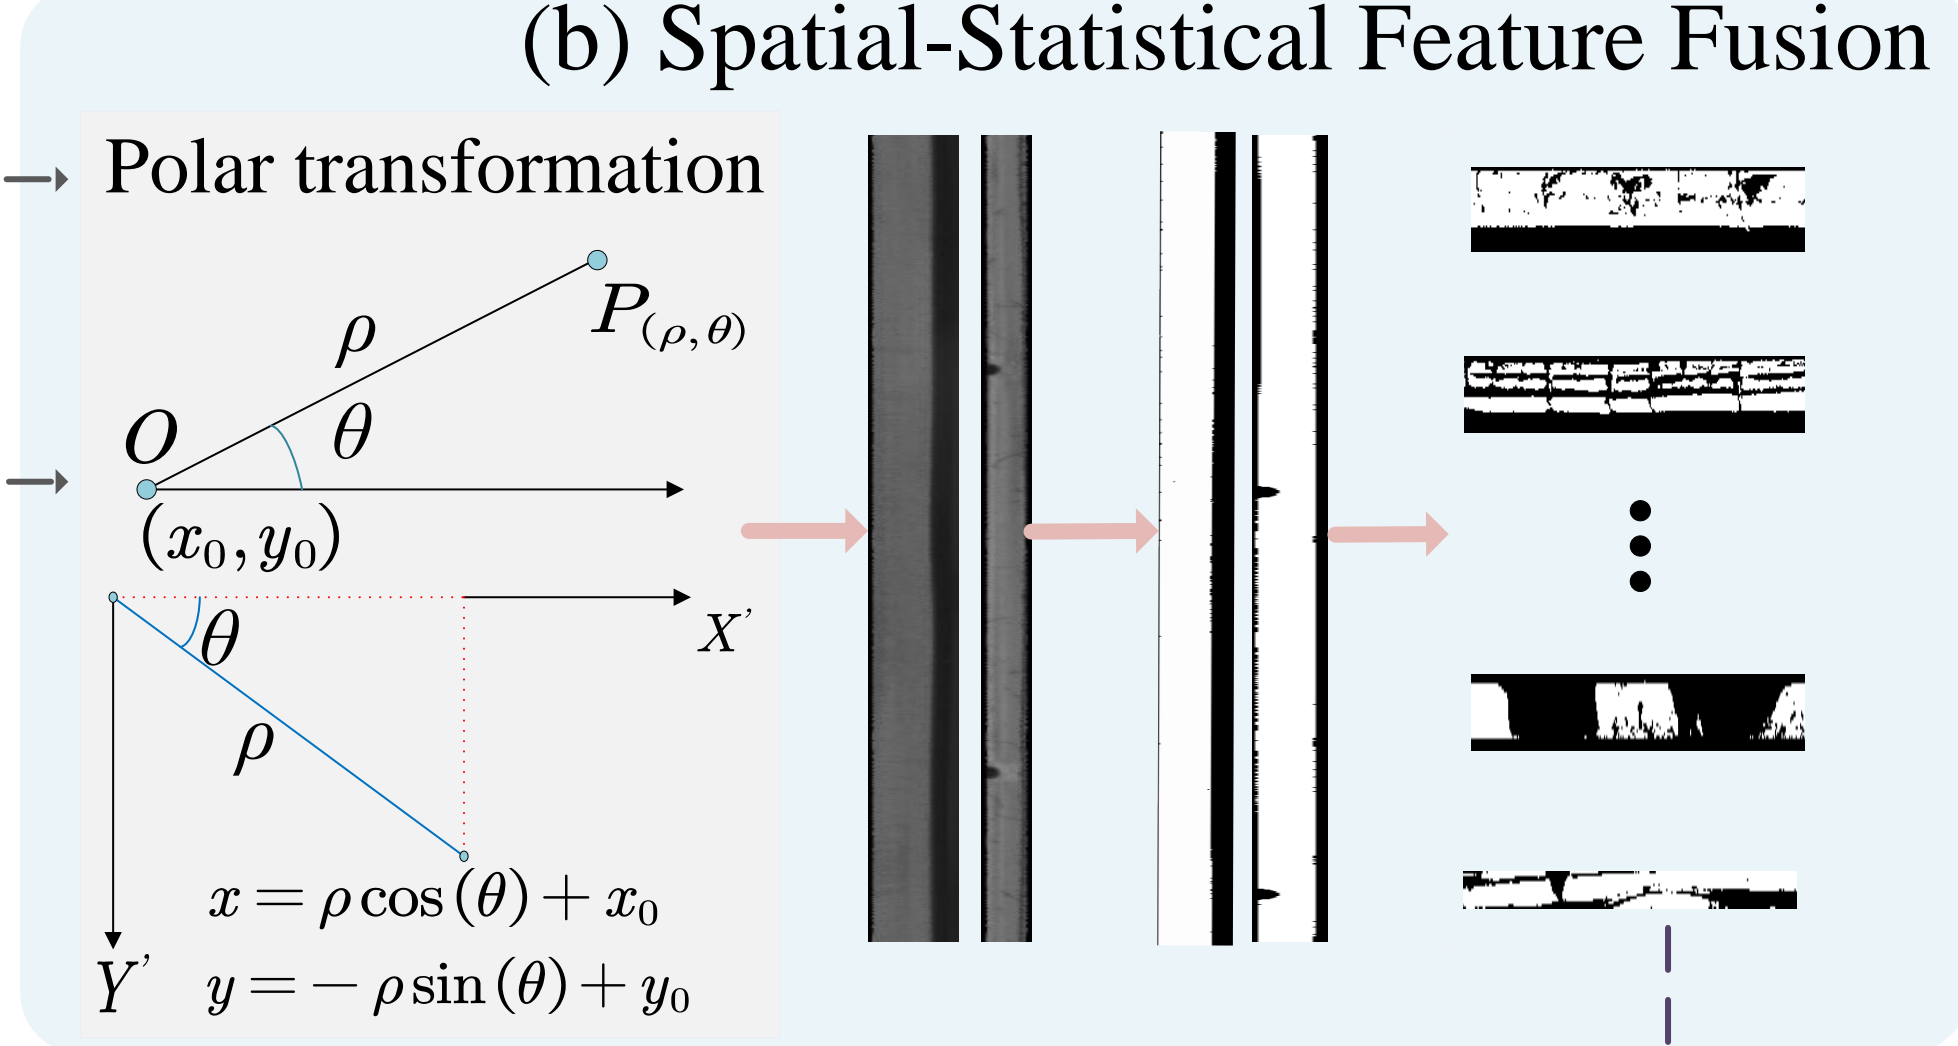 (b) Spatial-Statistical Feature Fusion
Polar transformation
P(ρ,θ)
ρ
O
θ
(x₀,y₀)
X'
θ
ρ
x = ρ cos (θ) + x₀
Y'
y = − ρ sin (θ) + y₀